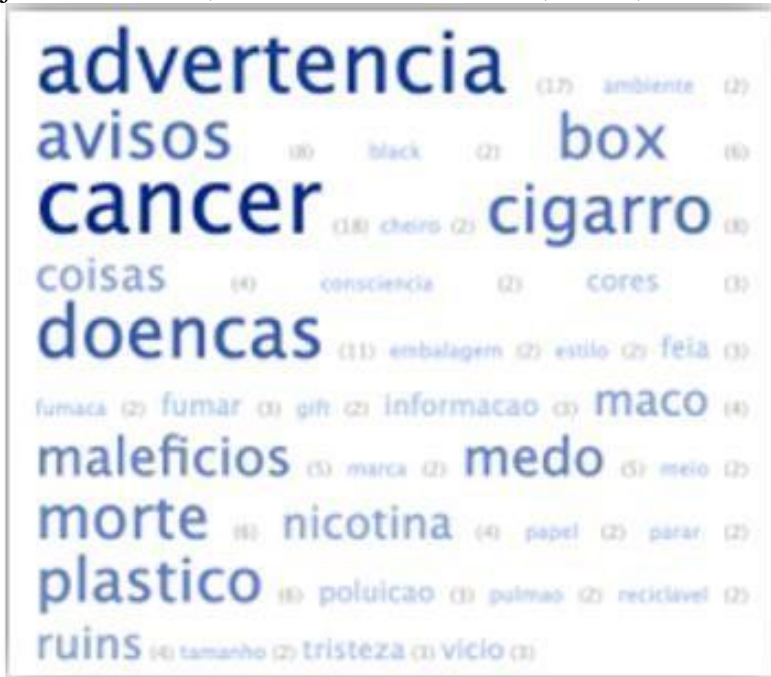 advertencia (17) ambiente (2)
avisos (8) black (2) box (6)
cancer (18) cheiro (2) cigarro (8)
coisas (4) consciencia (2) cores (3)
doencas (11) embalagem (2) estilo (2) feia (3)
fumaca (2) fumar (3) gift (2) informacao (3) maco (4)
maleficios (5) marca (2) medo (5) meio (2)
morte (6) nicotina (4) papel (2) parar (2)
plastico (6) poluicao (3) pulmao (2) reciclavel (2)
ruins (4) tamanho (2) tristeza (3) vicio (3)